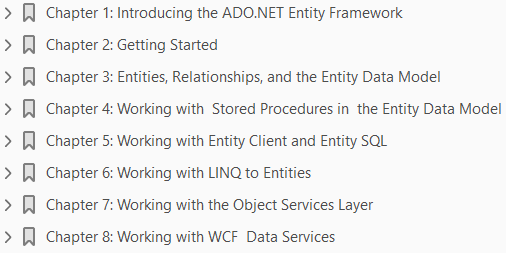 Chapter 1: Introducing the ADO.NET Entity Framework
Chapter 2: Getting Started
Chapter 3: Entities, Relationships, and the Entity Data Model
Chapter 4: Working with  Stored Procedures in  the Entity Data Model
Chapter 5: Working with Entity Client and Entity SQL
Chapter 6: Working with LINQ to Entities
Chapter 7: Working with the Object Services Layer
Chapter 8: Working with WCF  Data Services